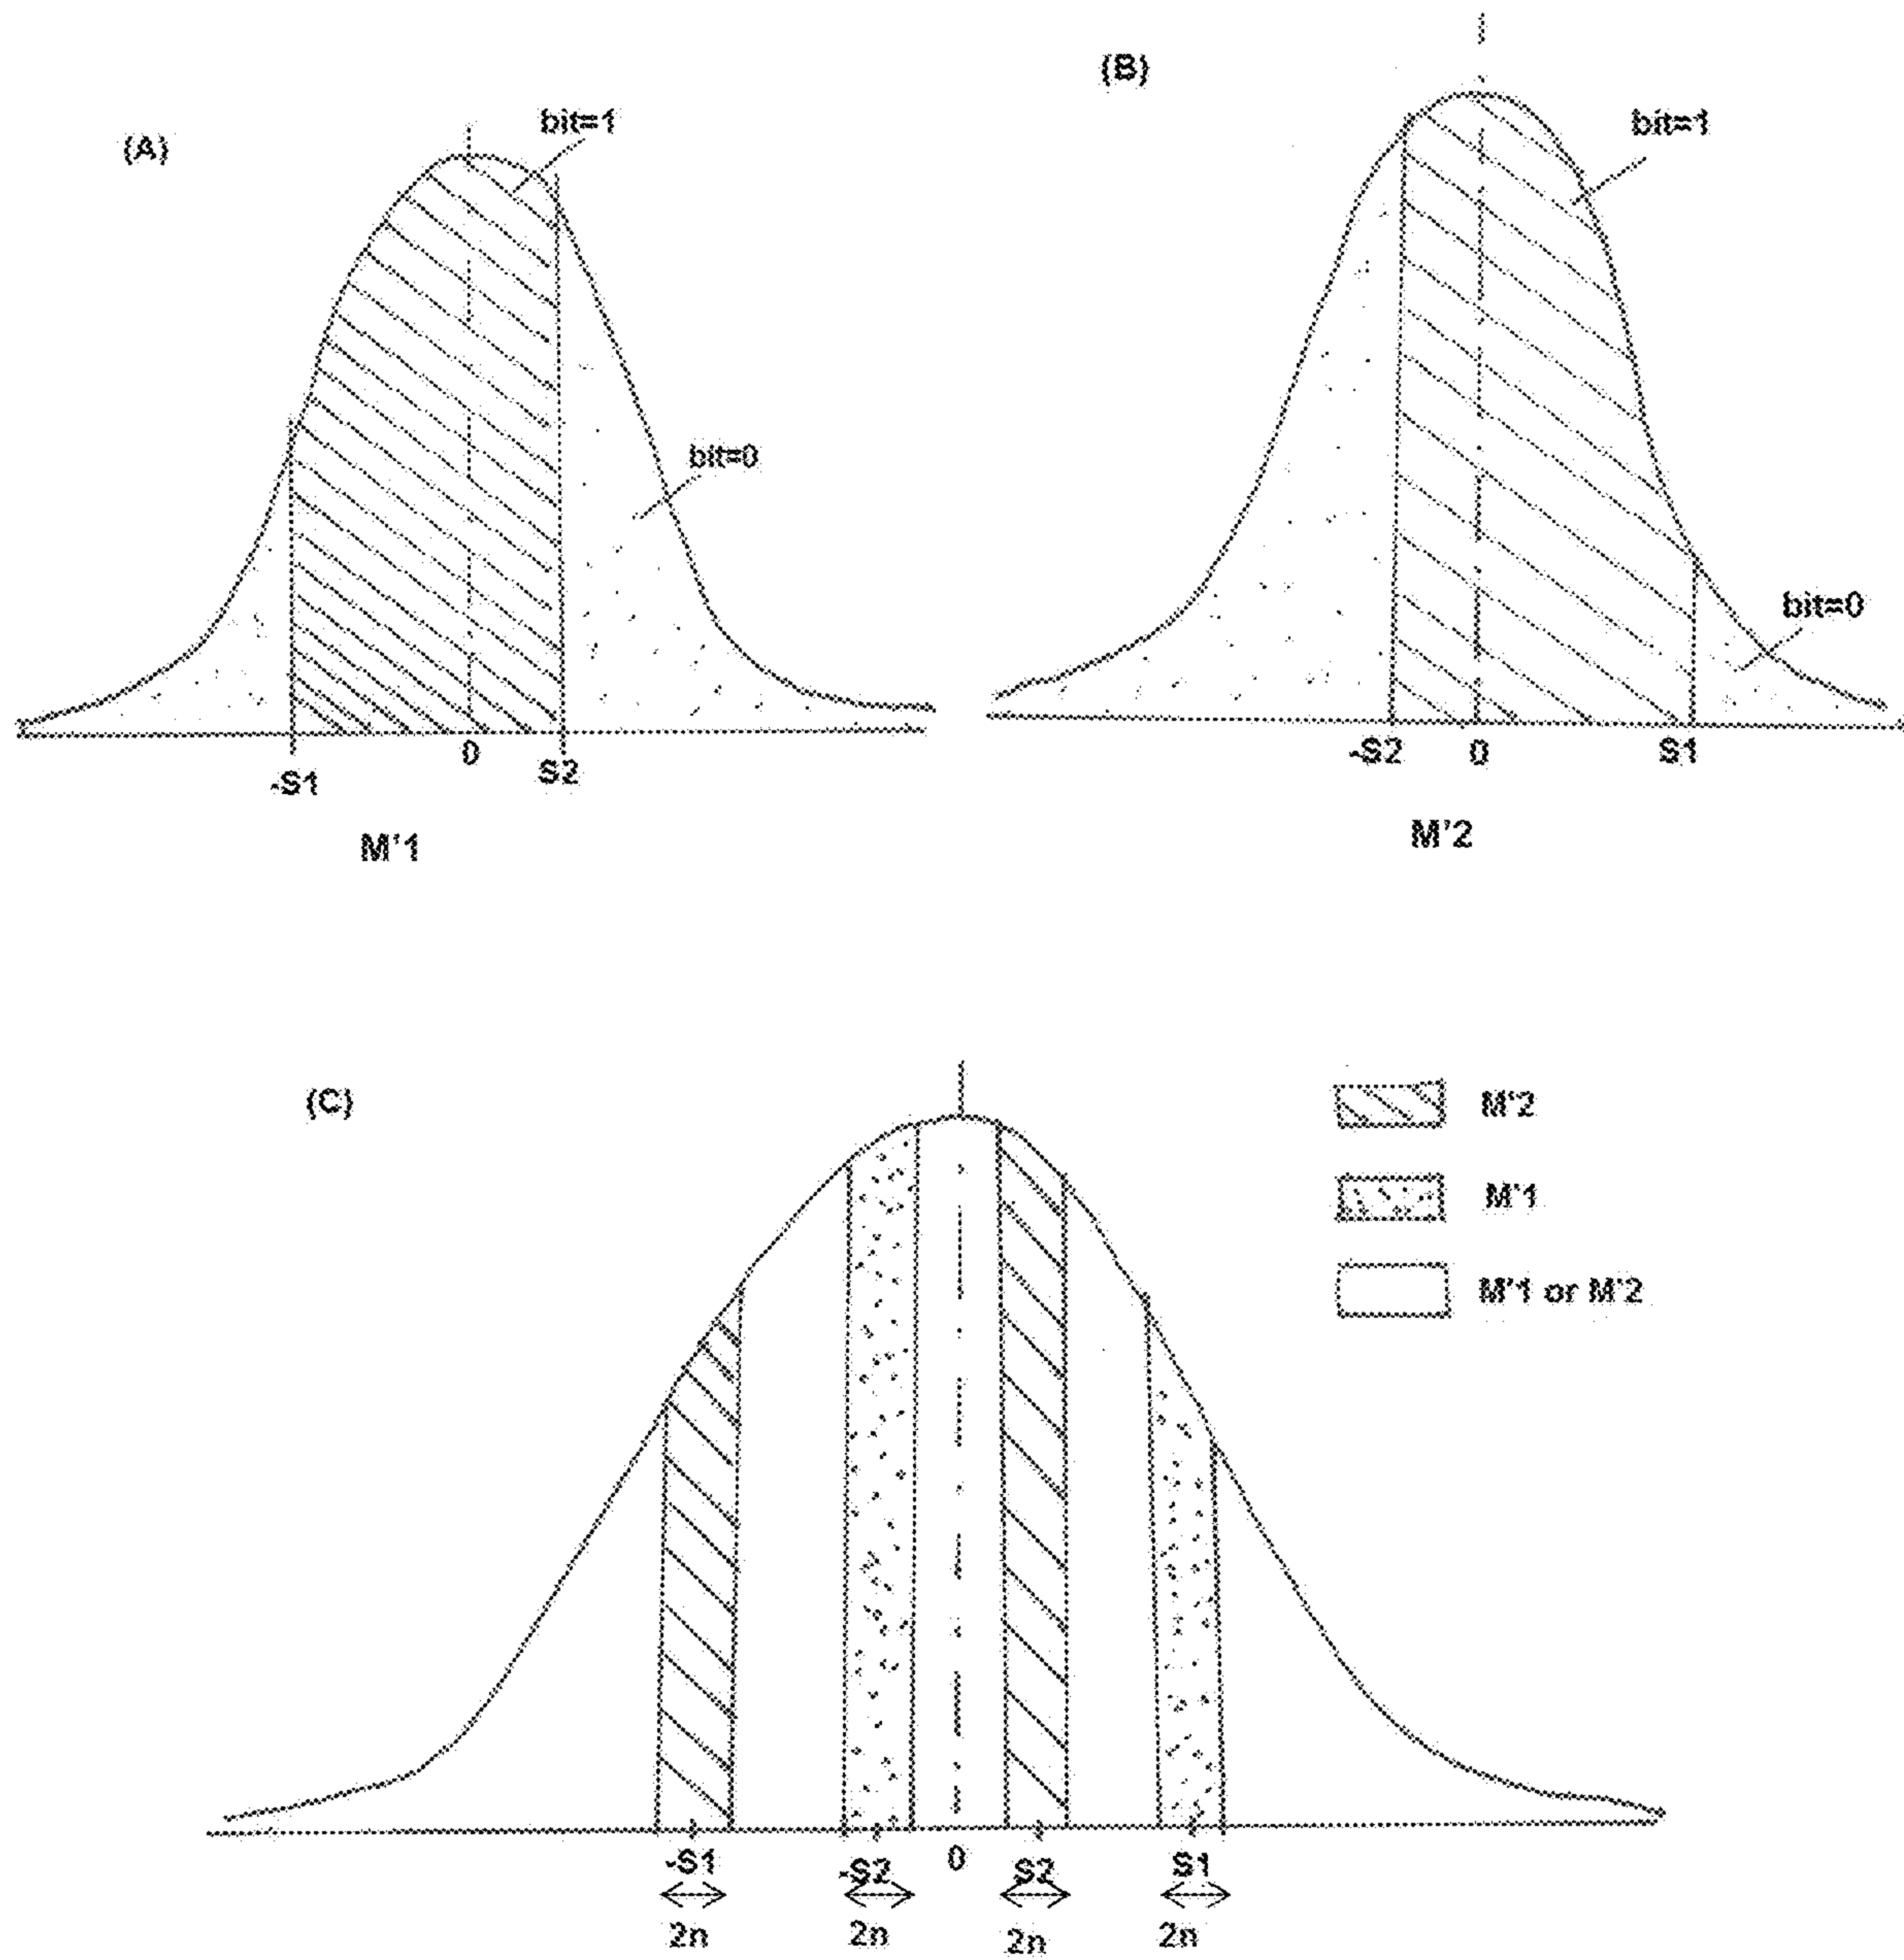 (A)
bit=1
bit=0
-S1
0
S2
M'1
(B)
bit=1
bit=0
-S2
0
S1
M'2
(C)
M'2
M'1
M'1 or M'2
-S1
-S2
0
S2
S1
2n
2n
2n
2n